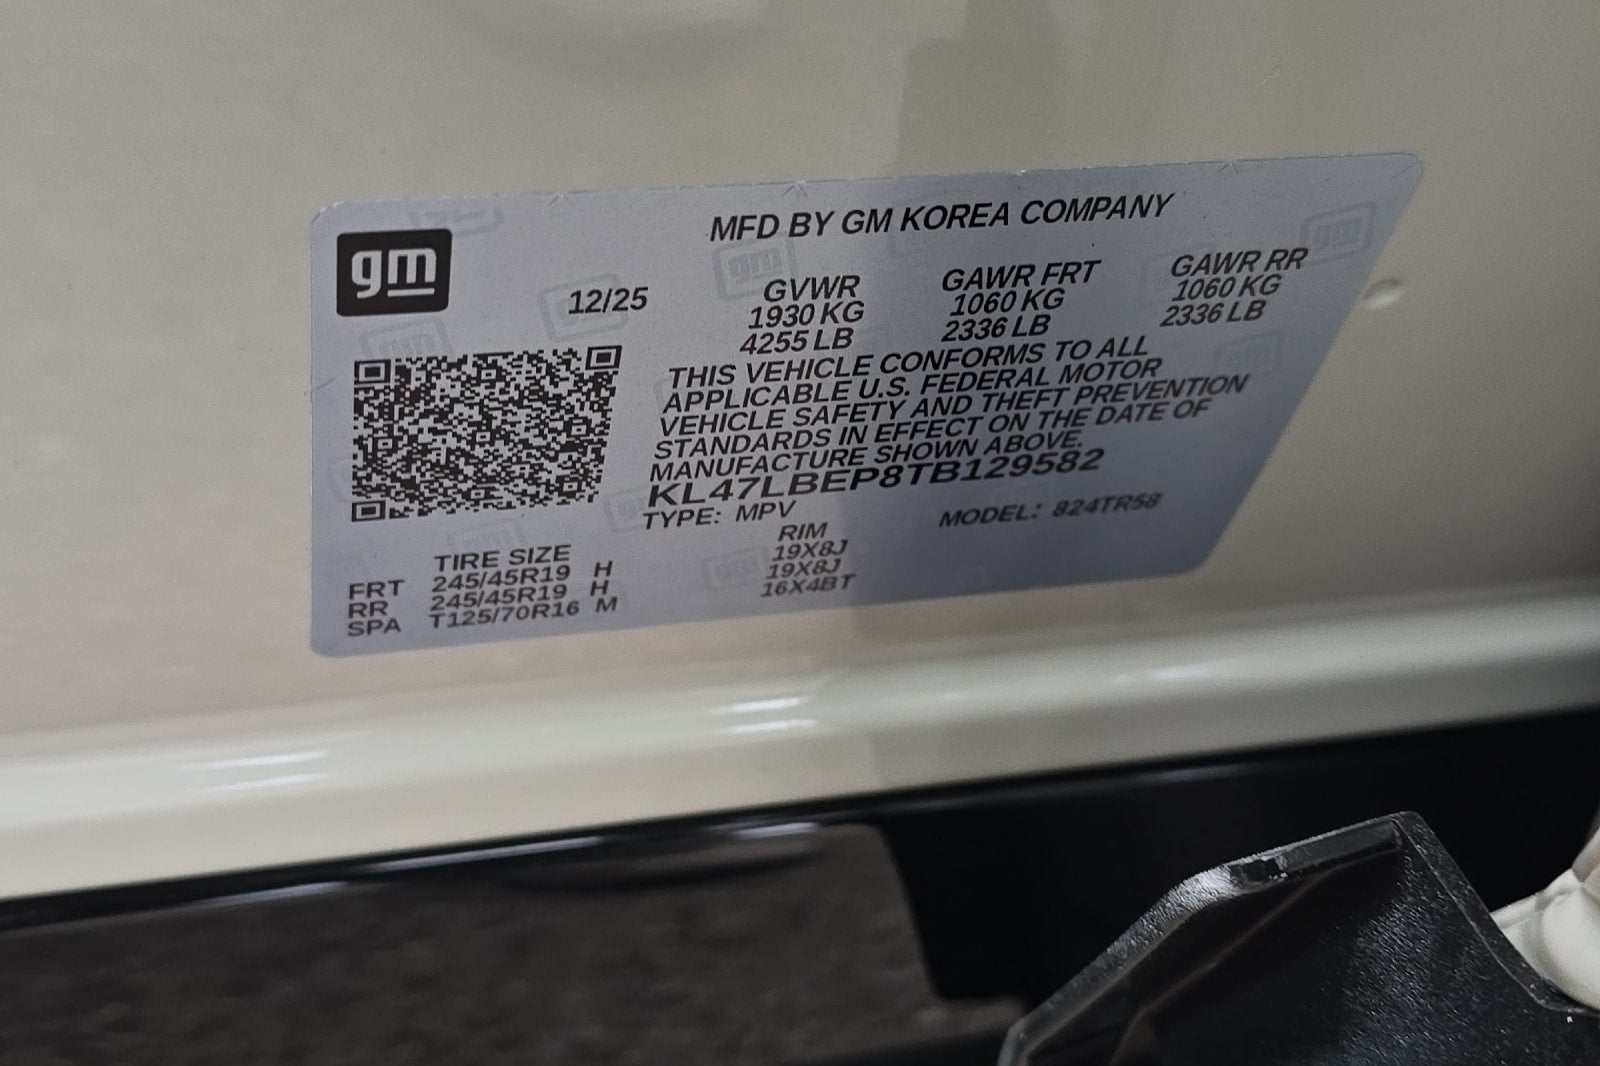 gm
MFD BY GM KOREA COMPANY
12/25
GVWR GAWR FRT GAWR RR
1930 KG 1060 KG 1060 KG
4255 LB 2336 LB 2336 LB
THIS VEHICLE CONFORMS TO ALL
APPLICABLE U.S. FEDERAL MOTOR
VEHICLE SAFETY AND THEFT PREVENTION
STANDARDS IN EFFECT ON THE DATE OF
MANUFACTURE SHOWN ABOVE.
KL47LBEP8TB129582
TYPE: MPV MODEL: 824TR58
TIRE SIZE RIM
FRT 245/45R19 H 19X8J
RR 245/45R19 H 19X8J
SPA T125/70R16 M 16X4BT